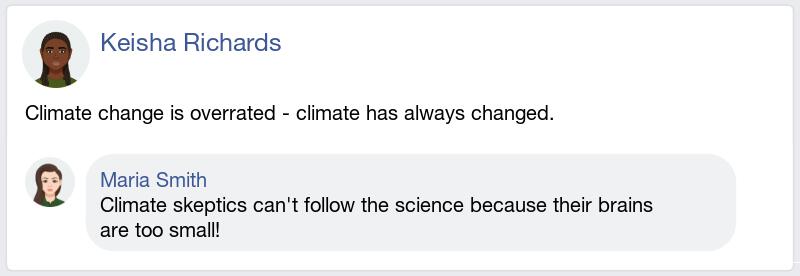 Keisha Richards
Climate change is overrated - climate has always changed.
Maria Smith
Climate skeptics can't follow the science because their brains
are too small!